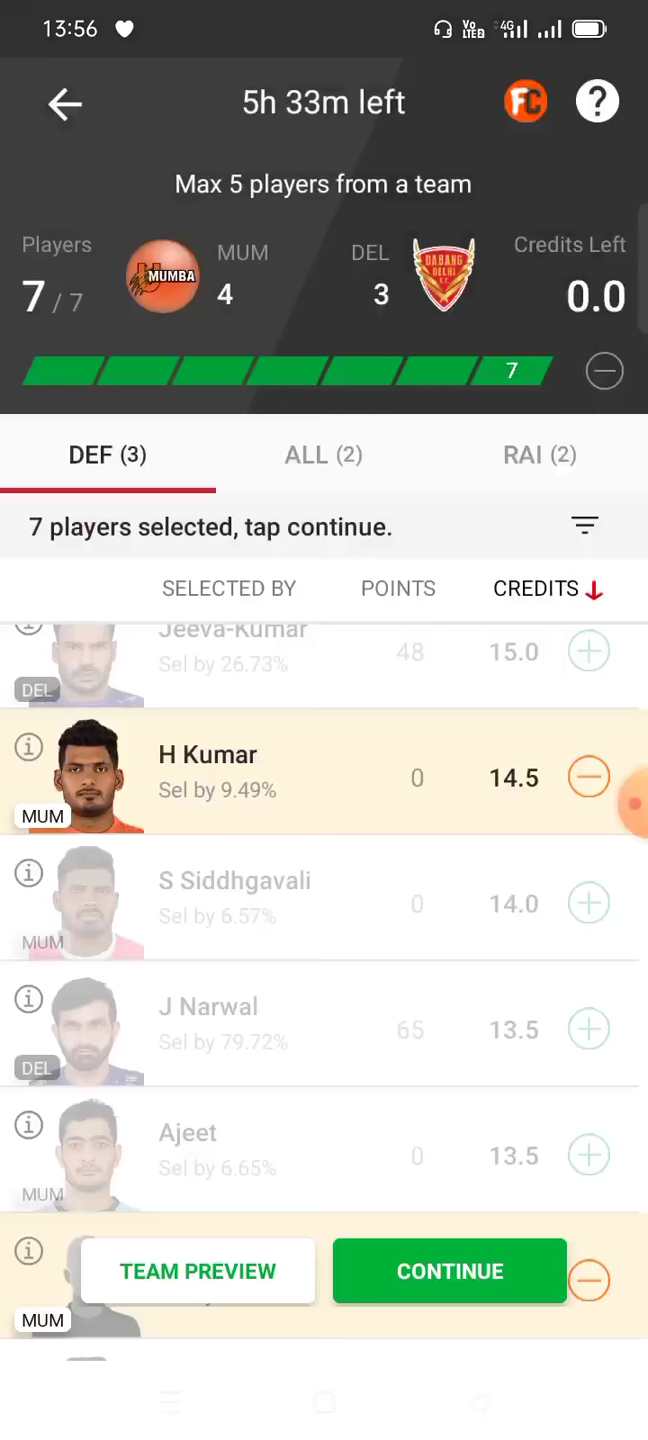 13:56
Vo LTEB 4G
5h 33m left
FC
?
Max 5 players from a team
Players
7 / 7
MUMBA
MUM
4
DEL
3
DABANG
DELHI
K.C.
Credits Left
0.0
7
DEF (3)
ALL (2)
RAI (2)
7 players selected, tap continue.
SELECTED BY
POINTS
CREDITS
Jeeva-Kumar
Sel by 26.73%
48
15.0
DEL
H Kumar
Sel by 9.49%
0
14.5
MUM
S Siddhgavali
Sel by 6.57%
0
14.0
MUM
J Narwal
Sel by 79.72%
65
13.5
DEL
Ajeet
Sel by 6.65%
0
13.5
MUM
TEAM PREVIEW
CONTINUE
MUM